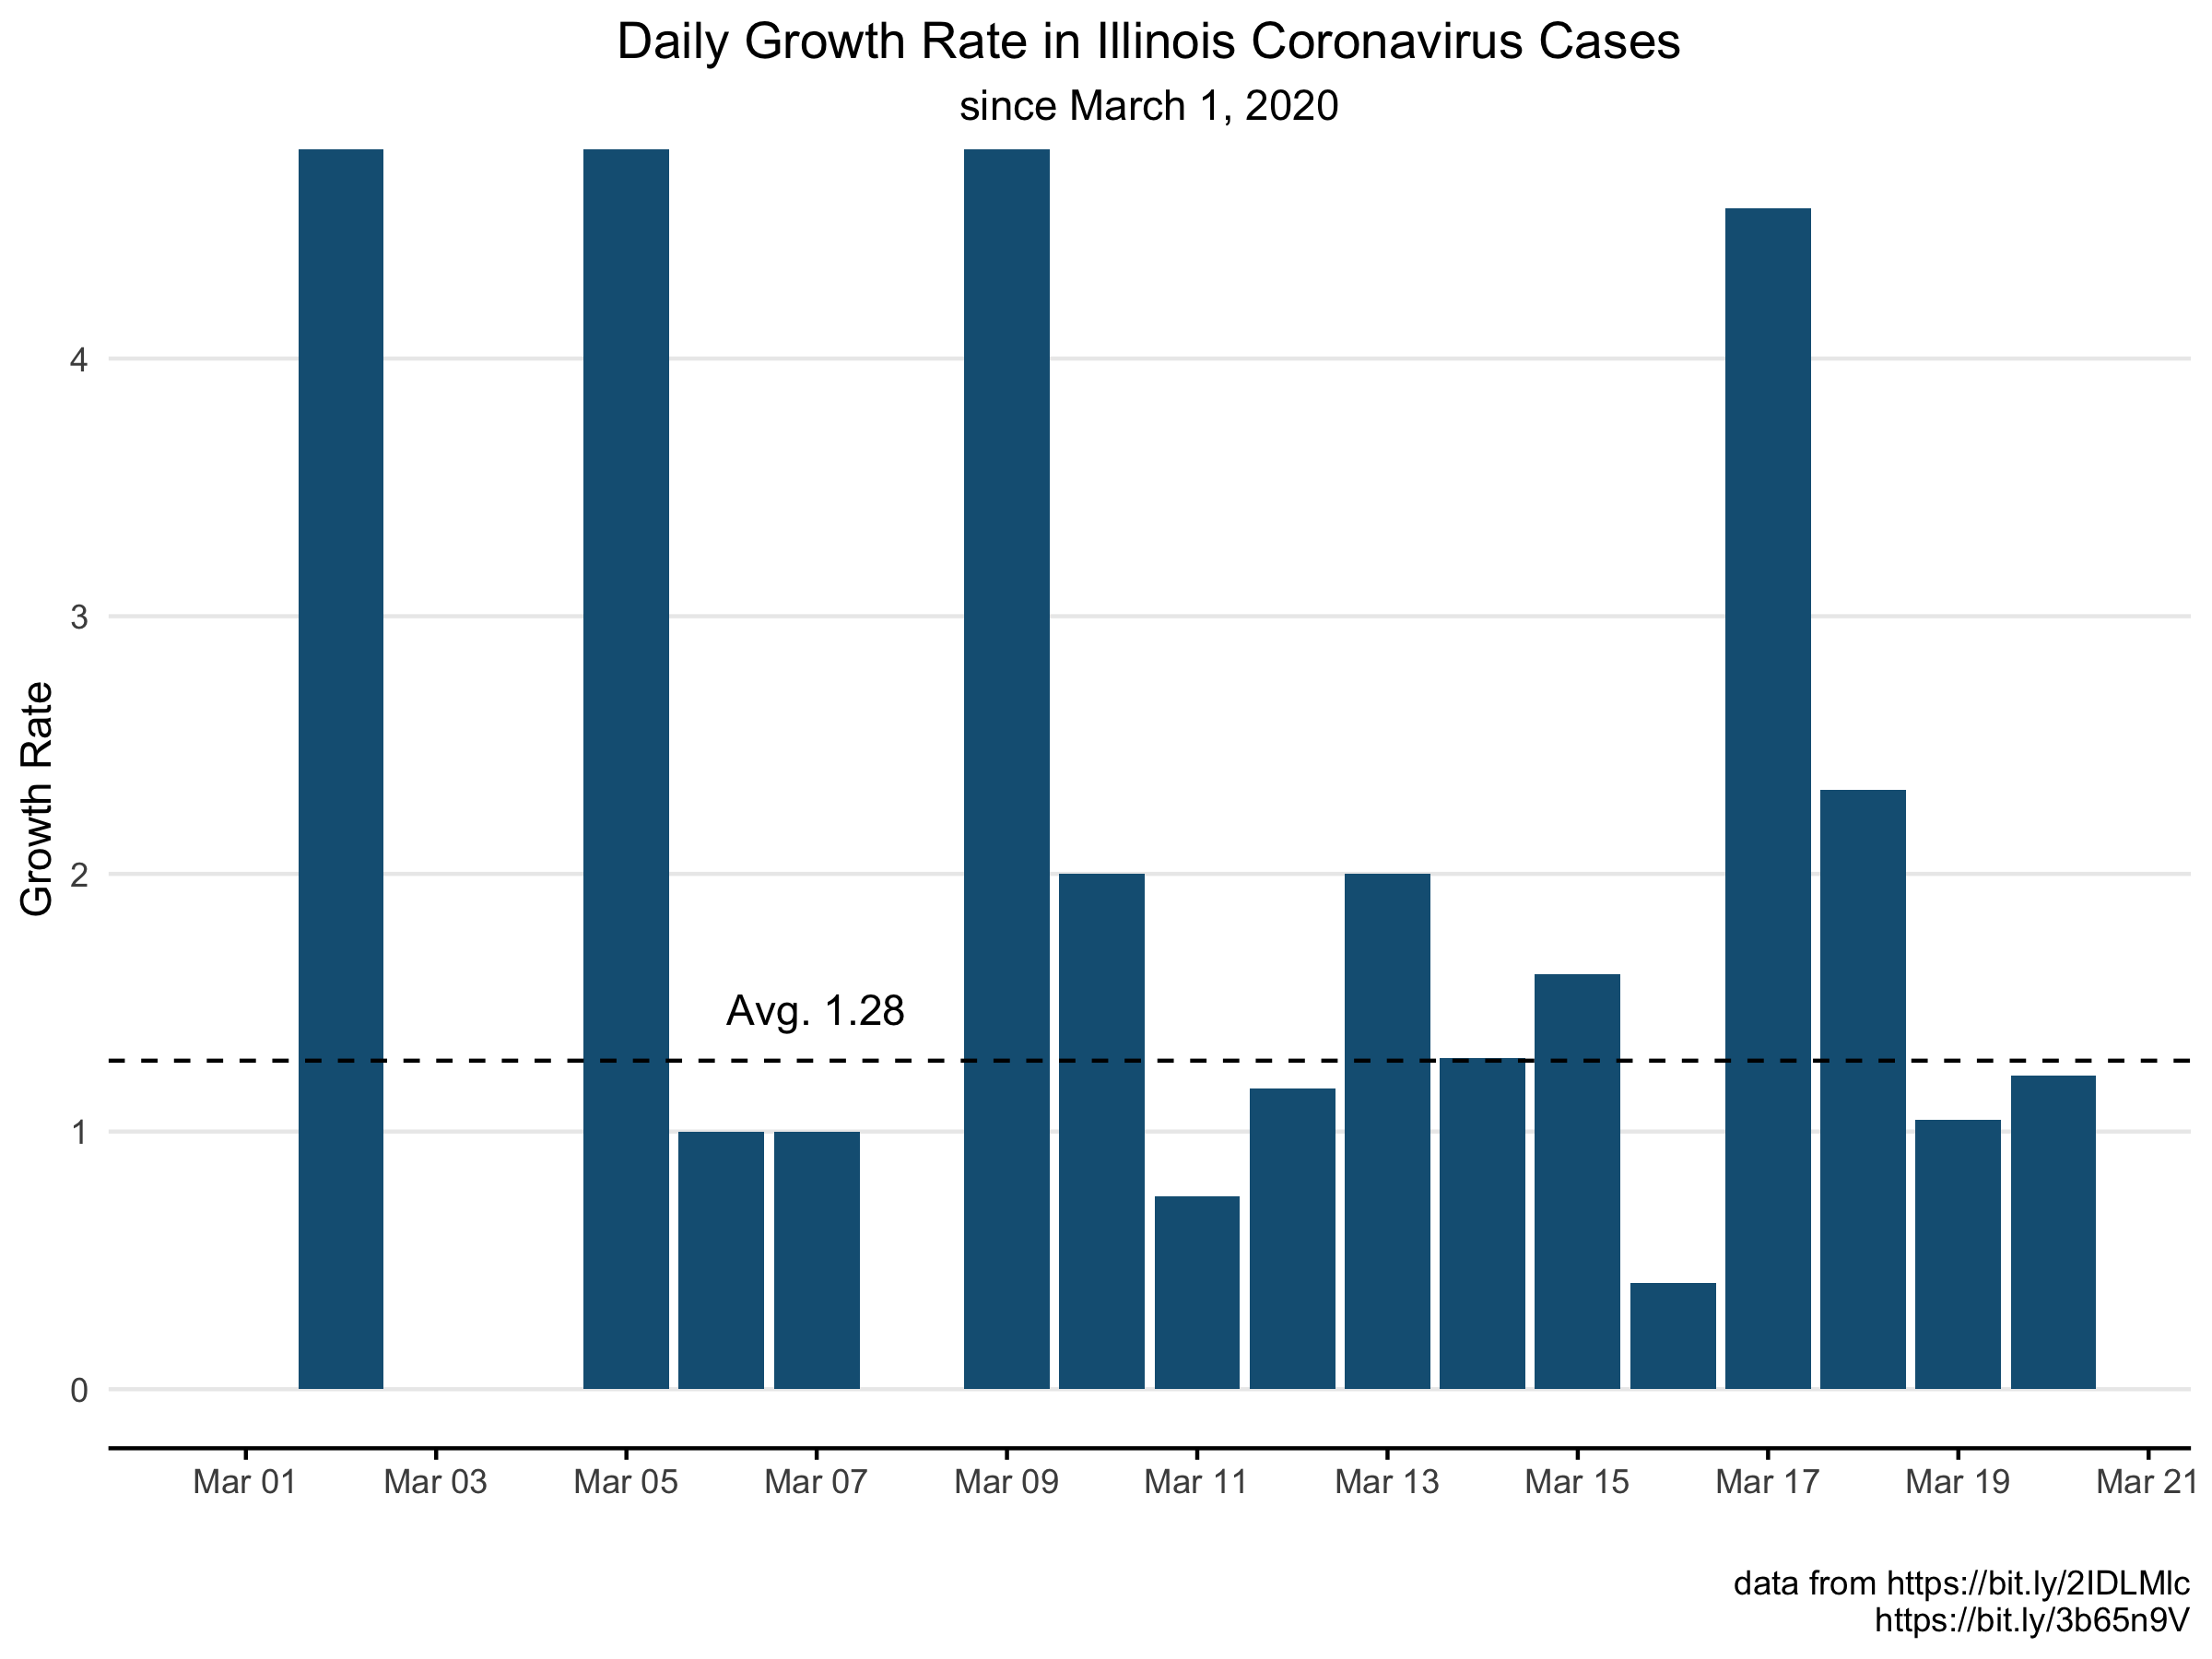 Daily Growth Rate in Illinois Coronavirus Cases
since March 1, 2020
Growth Rate
4
3
2
1
0
Avg. 1.28
Mar 01 Mar 03 Mar 05 Mar 07 Mar 09 Mar 11 Mar 13 Mar 15 Mar 17 Mar 19 Mar 21
data from https://bit.ly/2IDLMlc
https://bit.ly/3b65n9V